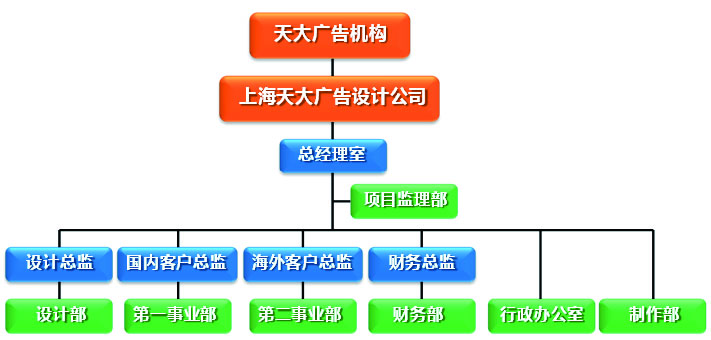 天大广告机构
上海天大广告设计公司
总经理室
项目监理部
设计总监 国内客户总监 海外客户总监 财务总监
设计部 第一事业部 第二事业部 财务部 行政办公室 制作部